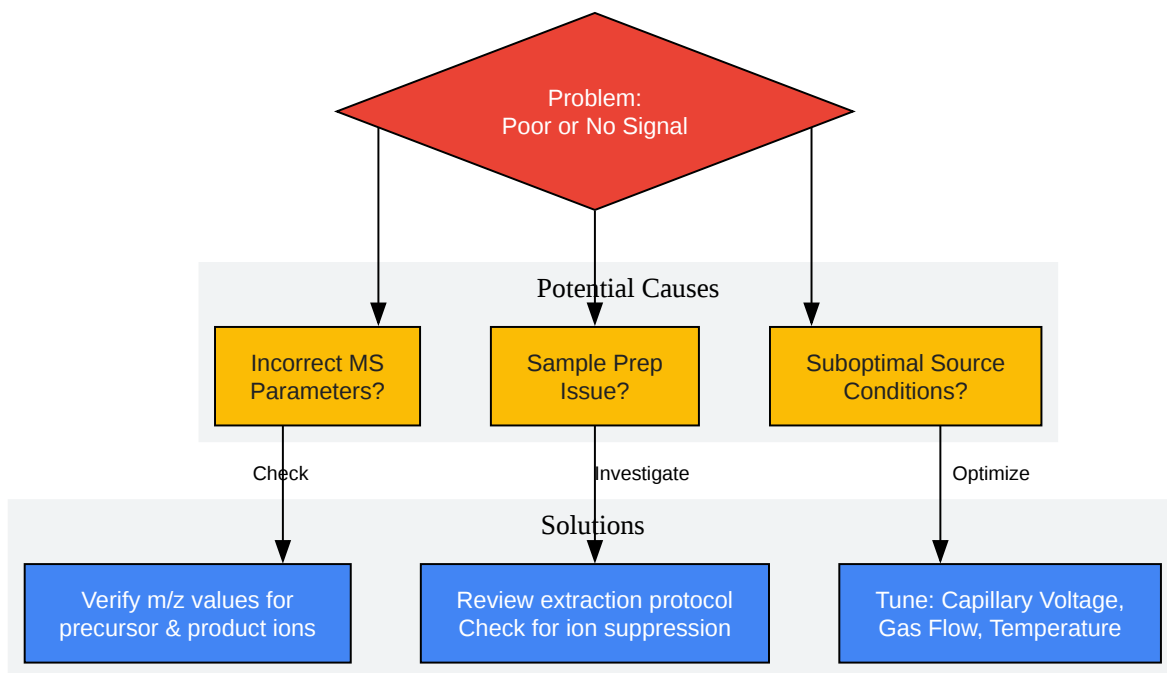 Problem:
Poor or No Signal
Potential Causes
Incorrect MS
Parameters?
Sample Prep
Issue?
Suboptimal Source
Conditions?
Check
Investigate
Optimize
Solutions
Verify m/z values for
precursor & product ions
Review extraction protocol
Check for ion suppression
Tune: Capillary Voltage,
Gas Flow, Temperature